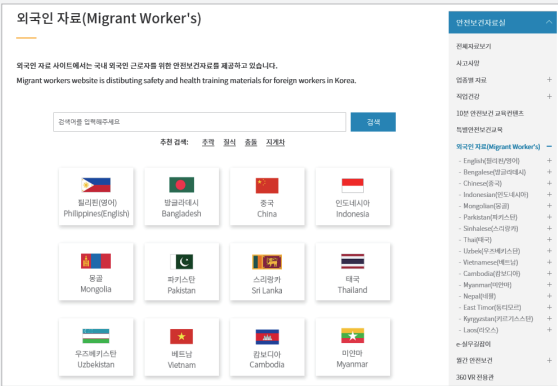 외국인 자료(Migrant Worker's)
외국인 자료 사이트에서는 국내 외국인 근로자를 위한 안전보건자료를 제공하고 있습니다.
Migrant workers website is distibuting safety and health training materials for foreign workers in Korea.
검색어를 입력해주세요
검색
추천 검색: 추락 질식 충돌 지게차
필리핀(영어)
Philippines(English)
방글라데시
Bangladesh
중국
China
인도네시아
Indonesia
몽골
Mongolia
파키스탄
Pakistan
스리랑카
Sri Lanka
태국
Thailand
우즈베키스탄
Uzbekistan
베트남
Vietnam
캄보디아
Cambodia
미얀마
Myanmar
안전보건자료실
전체자료보기
사고사망
업종별 자료 +
직업건강 +
10분 안전보건 교육컨텐츠
특별안전보건교육
외국인 자료(Migrant Worker's) −
- English(필리핀/영어) +
- Bengalese(방글라데시) +
- Chinese(중국) +
- Indonesian(인도네시아) +
- Mongolian(몽골) +
- Parkistan(파키스탄) +
- Sinhalese(스리랑카) +
- Thai(태국) +
- Uzbek(우즈베키스탄) +
- Vietnamese(베트남) +
- Cambodia(캄보디아) +
- Myanmar(미얀마) +
- Nepal(네팔) +
- East Timor(동티모르) +
- Kyrgyzstan(키르기스스탄) +
- Laos(라오스) +
e-실무길잡이
월간 안전보건 +
360 VR 전용관